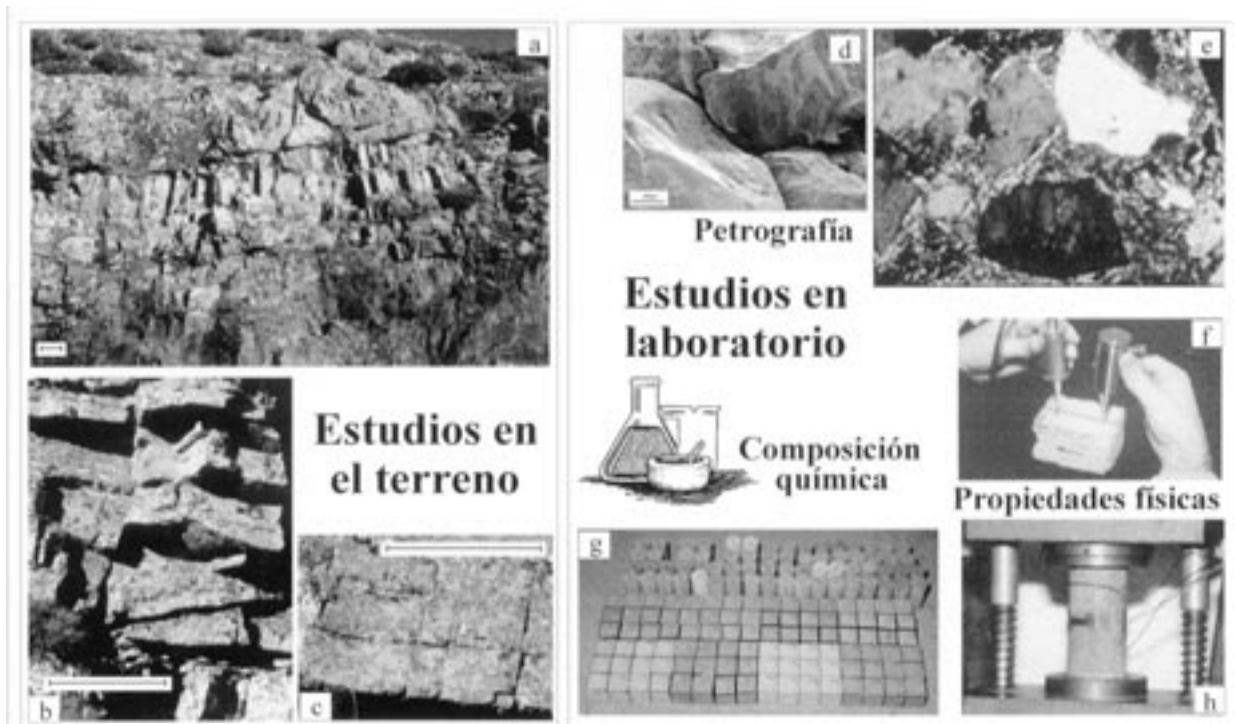 a
b
Estudios en
el terreno
c
d
Petrografía
e
Estudios en
laboratorio
Composición
química
f
Propiedades físicas
g
h